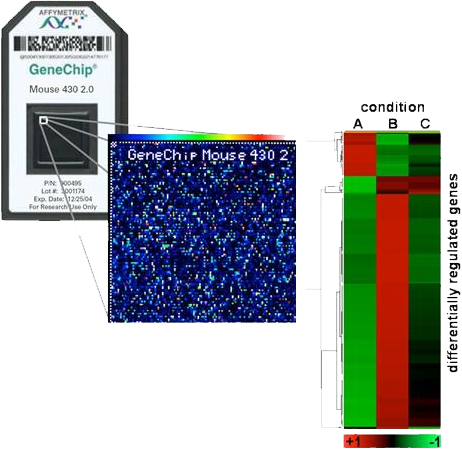 AFFYMETRIX
GeneChip®
Mouse 430 2.0
P/N: 900495
Lot #: 3001174
Exp. Date: 12/25/04
For Research Use Only
GeneChip Mouse 430 2
condition
A B C
differentially regulated genes
+1 -1